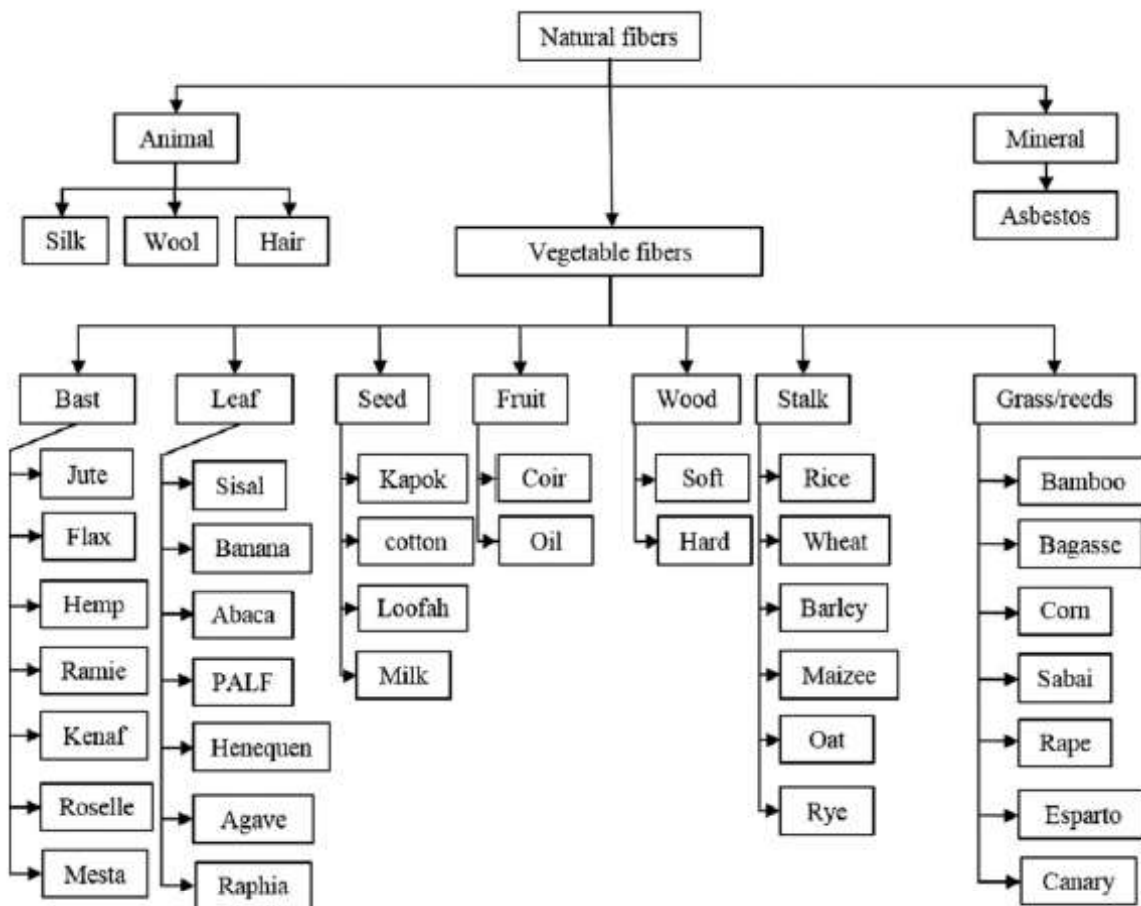 Natural fibers
Animal
Mineral
Silk
Wool
Hair
Asbestos
Vegetable fibers
Bast
Leaf
Seed
Fruit
Wood
Stalk
Grass/reeds
Jute
Flax
Hemp
Ramie
Kenaf
Roselle
Mesta
Sisal
Banana
Abaca
PALF
Henequen
Agave
Raphia
Kapok
cotton
Loofah
Milk
Coir
Oil
Soft
Hard
Rice
Wheat
Barley
Maizee
Oat
Rye
Bamboo
Bagasse
Corn
Sabai
Rape
Esparto
Canary